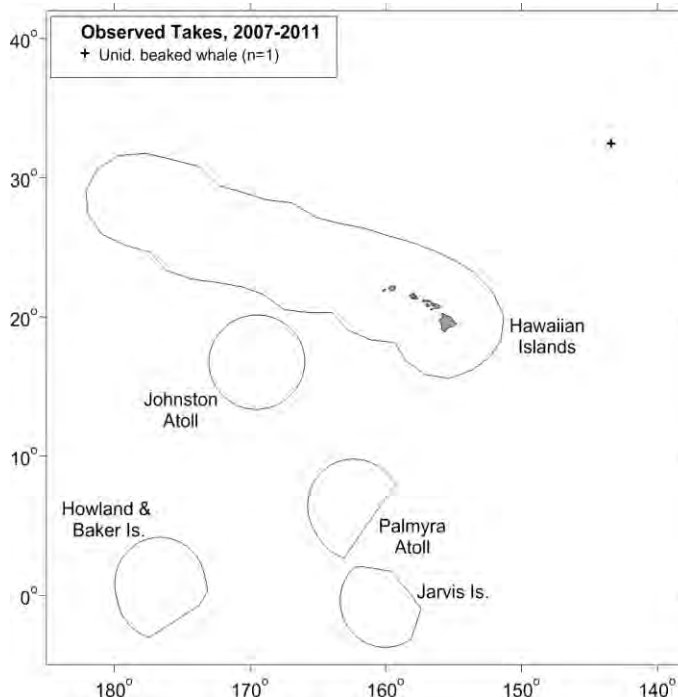 Observed Takes, 2007-2011
+ Unid. beaked whale (n=1)
40°
30°
20°
10°
0°
Hawaiian
Islands
Johnston
Atoll
Howland &
Baker Is.
Palmyra
Atoll
Jarvis Is.
180°
170°
160°
150°
140°